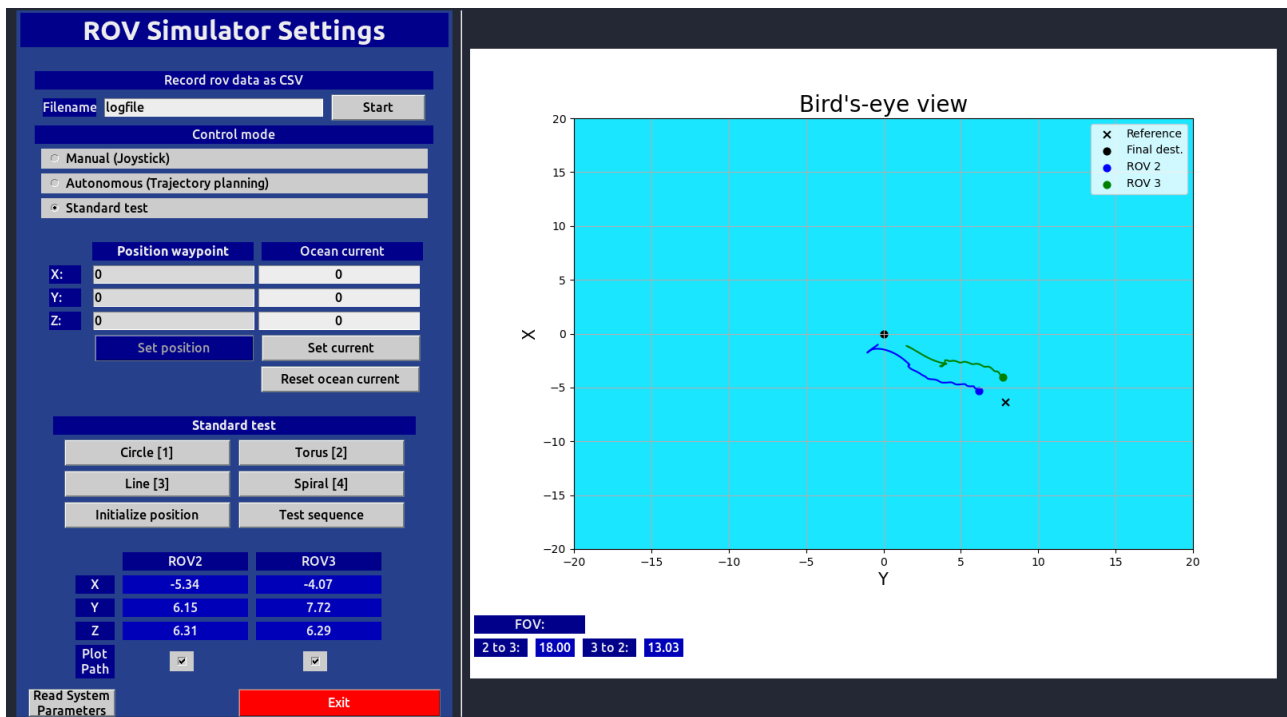 ROV Simulator Settings
Record rov data as CSV
Filename logfile Start
Control mode
Manual (Joystick)
Autonomous (Trajectory planning)
Standard test
Position waypoint Ocean current
X: 0 0
Y: 0 0
Z: 0 0
Set position Set current
Reset ocean current
Standard test
Circle [1] Torus [2]
Line [3] Spiral [4]
Initialize position Test sequence
ROV2 ROV3
X -5.34 -4.07
Y 6.15 7.72
Z 6.31 6.29
Plot
Path
Read System
Parameters
Exit
Bird's-eye view
Reference
Final dest.
ROV 2
ROV 3
20
15
10
5
0
−5
−10
−15
−20
X
−20 −15 −10 −5 0 5 10 15 20
Y
FOV:
2 to 3: 18.00 3 to 2: 13.03